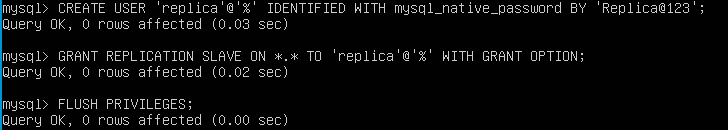 mysql> CREATE USER 'replica'@'%' IDENTIFIED WITH mysql_native_password BY 'Replica@123';
Query OK, 0 rows affected (0.03 sec)
mysql> GRANT REPLICATION SLAVE ON *.* TO 'replica'@'%' WITH GRANT OPTION;
Query OK, 0 rows affected (0.02 sec)
mysql> FLUSH PRIVILEGES;
Query OK, 0 rows affected (0.00 sec)